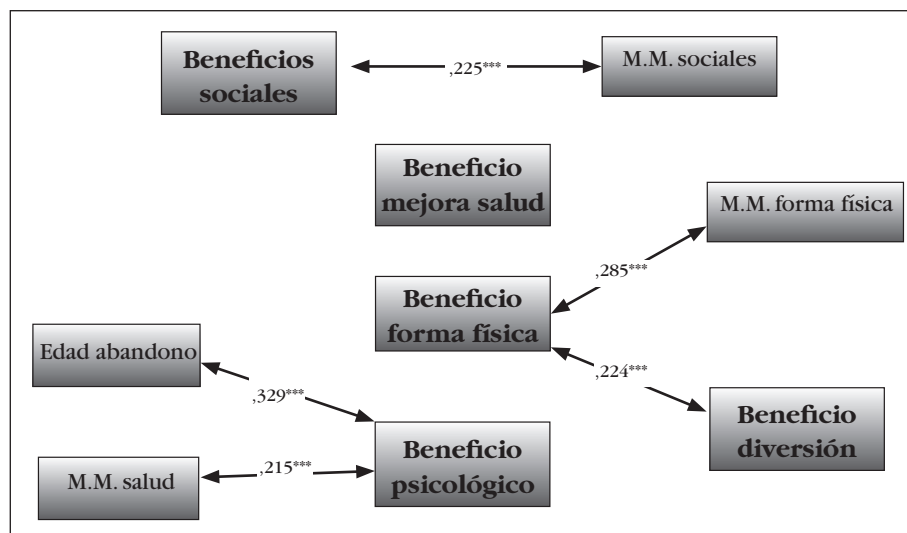 Beneficios
sociales
,225***
M.M. sociales
Beneficio
mejora salud
M.M. forma física
,285***
Beneficio
forma física
Edad abandono
,224***
,329***
Beneficio
diversión
Beneficio
psicológico
,215***
M.M. salud